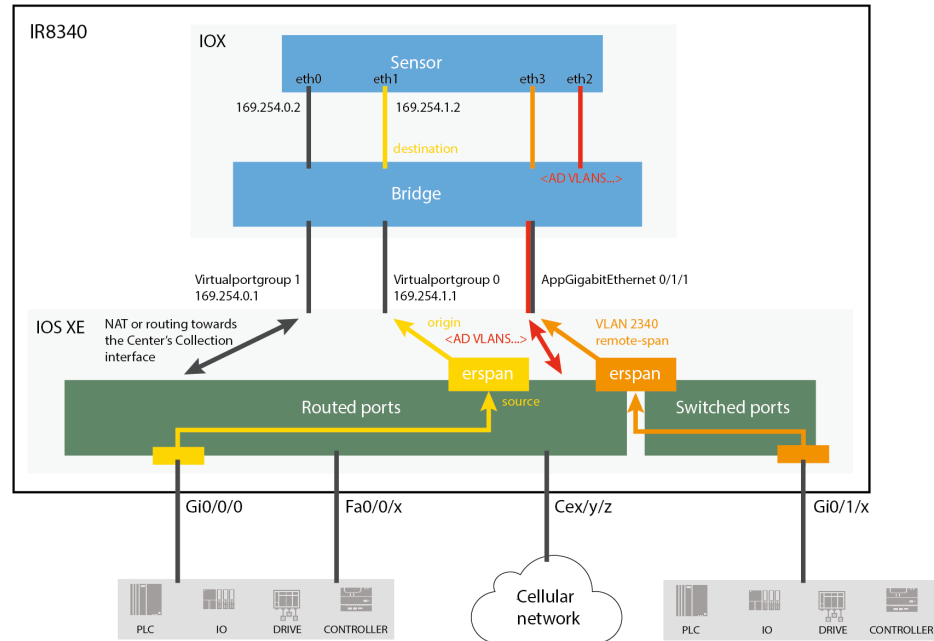 IR8340
IOX
Sensor
eth0
eth1
eth3
eth2
169.254.0.2
169.254.1.2
destination
<AD VLANS...>
Bridge
Virtualportgroup 1
169.254.0.1
Virtualportgroup 0
169.254.1.1
AppGigabitEthernet 0/1/1
IOS XE
NAT or routing towards
the Center's Collection
interface
origin
<AD VLANS...>
VLAN 2340
remote-span
erspan
erspan
source
Routed ports
Switched ports
Gi0/0/0
Fa0/0/x
Cex/y/z
Gi0/1/x
Cellular
network
PLC
IO
DRIVE
CONTROLLER
PLC
IO
DRIVE
CONTROLLER